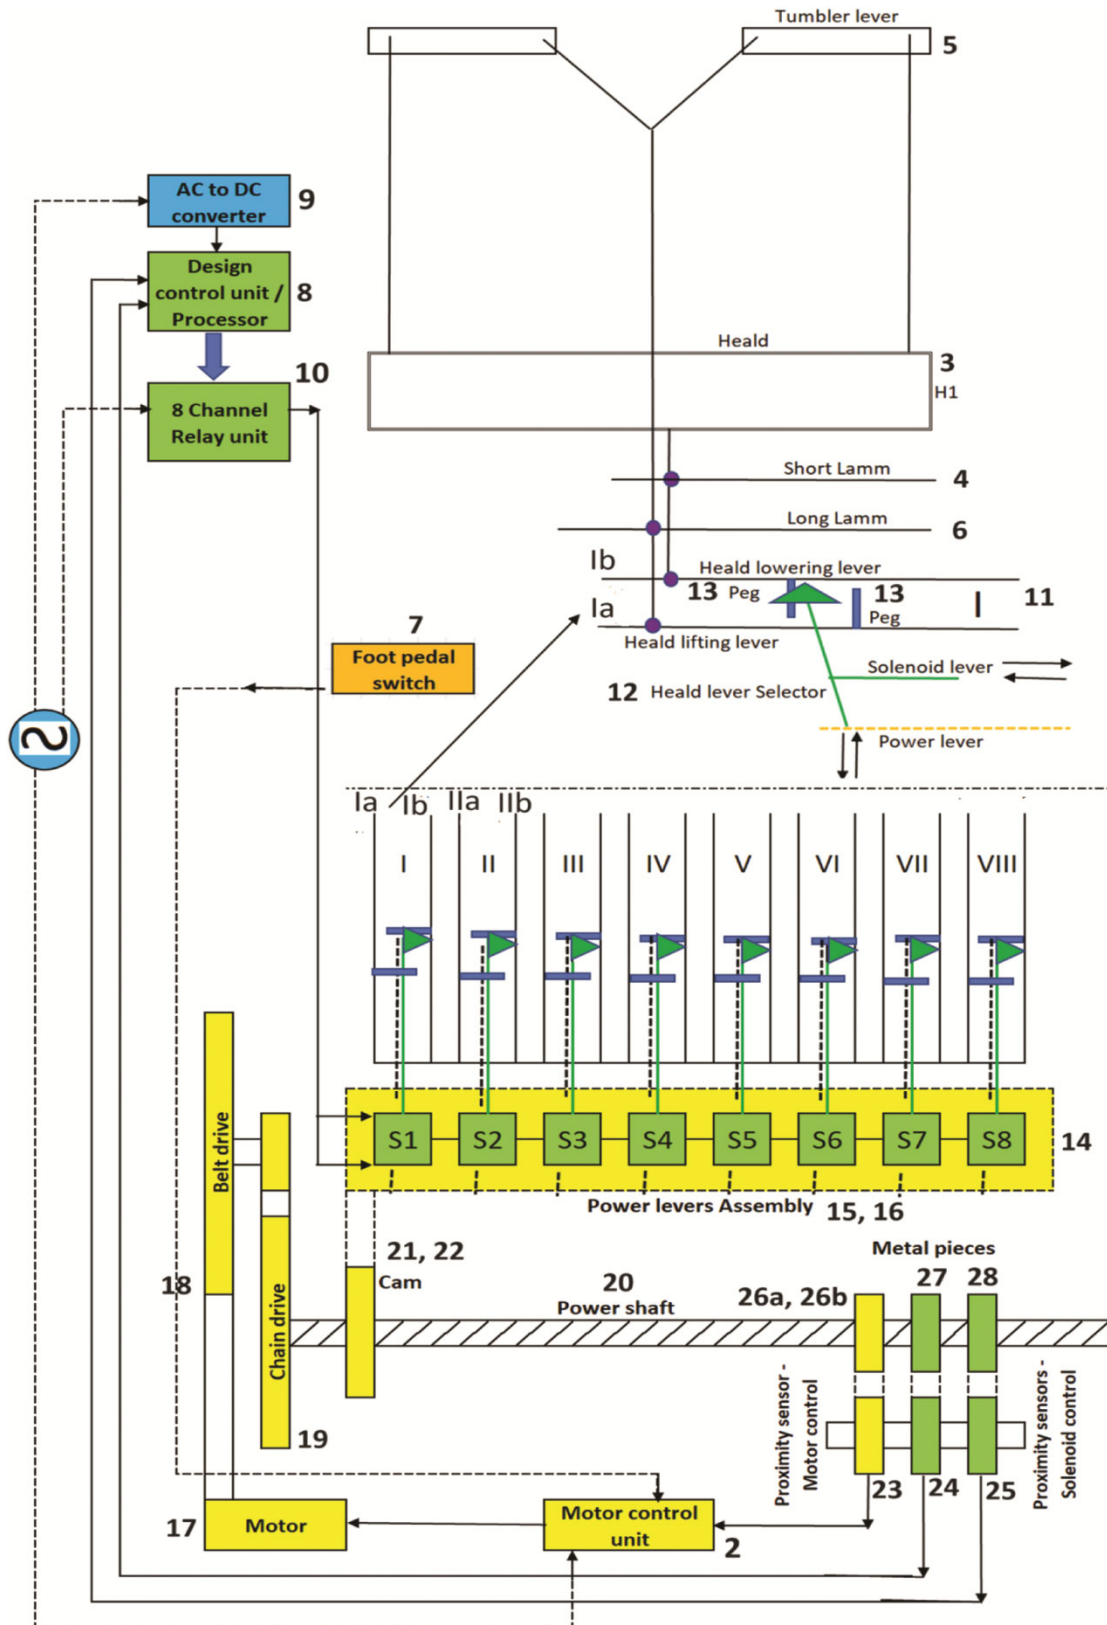 Tumbler lever
5
AC to DC
converter
9
Design
control unit /
Processor
8
Heald
3
H1
10
8 Channel
Relay unit
Short Lamm
4
Long Lamm
6
Ib
Heald lowering lever
13
Peg
13
Peg
I
11
Ia
Heald lifting lever
7
Foot pedal
switch
Solenoid lever
12
Heald lever Selector
Power lever
Ia
Ib
IIa
IIb
I
II
III
IV
V
VI
VII
VIII
S1
S2
S3
S4
S5
S6
S7
S8
14
Belt drive
Power levers Assembly
15, 16
21, 22
Cam
Metal pieces
27
28
18
Chain drive
20
Power shaft
26a, 26b
Proximity sensor -
Motor control
Proximity sensors -
Solenoid control
19
23
24
25
17
Motor
Motor control
unit
2